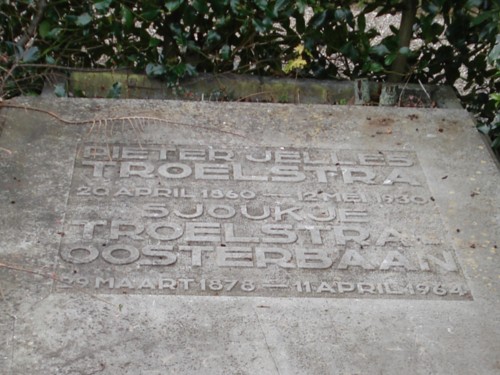 PIETER JELLES
TROELSTRA
20 APRIL 1860 — 12 MEI 1930
SJOUKJE
TROELSTRA-
OOSTERBAAN
29 MAART 1878 — 11 APRIL 1964